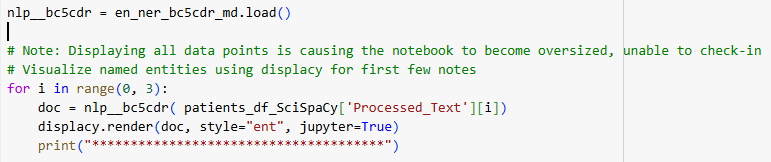 nlp__bc5cdr = en_ner_bc5cdr_md.load()
# Note: Displaying all data points is causing the notebook to become oversized, unable to check-in
# Visualize named entities using displacy for first few notes
for i in range(0, 3):
    doc = nlp__bc5cdr( patients_df_SciSpaCy['Processed_Text'][i])
    displacy.render(doc, style="ent", jupyter=True)
    print("**************************************")